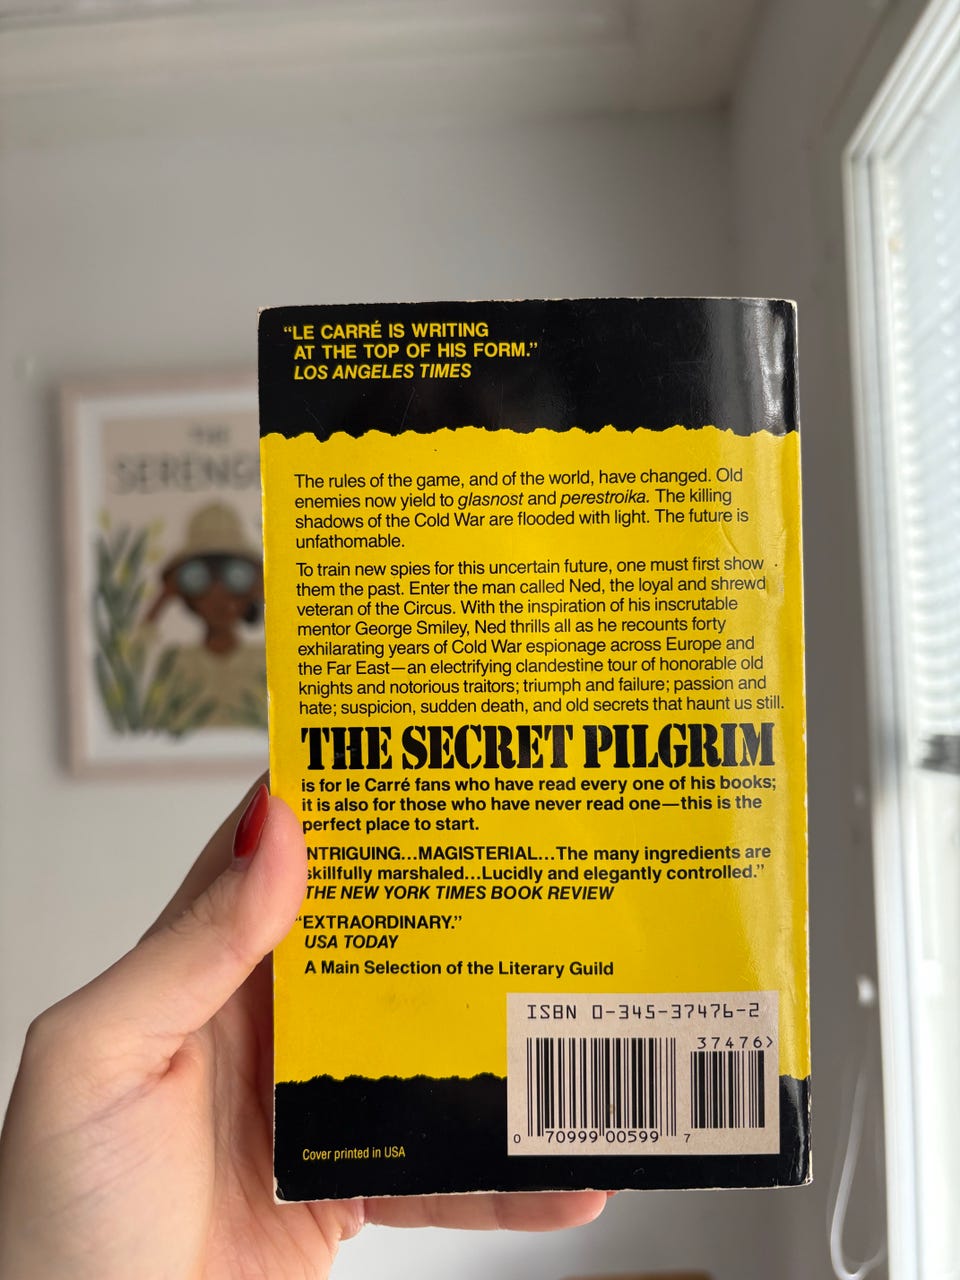 THE
SERENGE
“LE CARRÉ IS WRITING
AT THE TOP OF HIS FORM.”
LOS ANGELES TIMES
The rules of the game, and of the world, have changed. Old
enemies now yield to glasnost and perestroika. The killing
shadows of the Cold War are flooded with light. The future is
unfathomable.
To train new spies for this uncertain future, one must first show
them the past. Enter the man called Ned, the loyal and shrewd
veteran of the Circus. With the inspiration of his inscrutable
mentor George Smiley, Ned thrills all as he recounts forty
exhilarating years of Cold War espionage across Europe and
the Far East—an electrifying clandestine tour of honorable old
knights and notorious traitors; triumph and failure; passion and
hate; suspicion, sudden death, and old secrets that haunt us still.
THE SECRET PILGRIM
is for le Carré fans who have read every one of his books;
it is also for those who have never read one—this is the
perfect place to start.
NTRIGUING...MAGISTERIAL...The many ingredients are
skillfully marshaled...Lucidly and elegantly controlled.”
THE NEW YORK TIMES BOOK REVIEW
“EXTRAORDINARY.”
USA TODAY
A Main Selection of the Literary Guild
ISBN 0-345-37476-2
37476>
0 70999 00599 7
Cover printed in USA